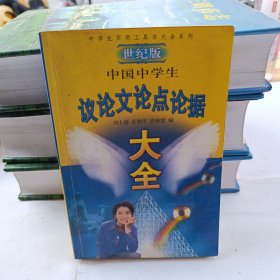 中学生实用工具书大全系列
世纪版
中国中学生
议论文论点论据
大全